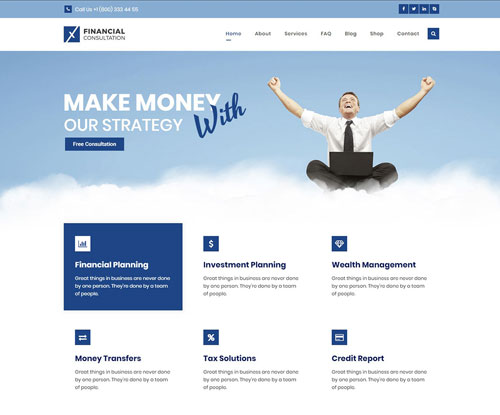 Call Us +1 (900) 333 44 55
FINANCIAL
CONSULTATION
Home About Services FAQ Blog Shop Contact
MAKE MONEY
OUR STRATEGY With
Free Consultation
Financial Planning
Great things in business are never done
by one person. They're done by a team
of people.
Investment Planning
Great things in business are never done
by one person. They're done by a team
of people.
Wealth Management
Great things in business are never done
by one person. They're done by a team
of people.
Money Transfers
Great things in business are never done
by one person. They're done by a team
of people.
Tax Solutions
Great things in business are never done
by one person. They're done by a team
of people.
Credit Report
Great things in business are never done
by one person. They're done by a team
of people.